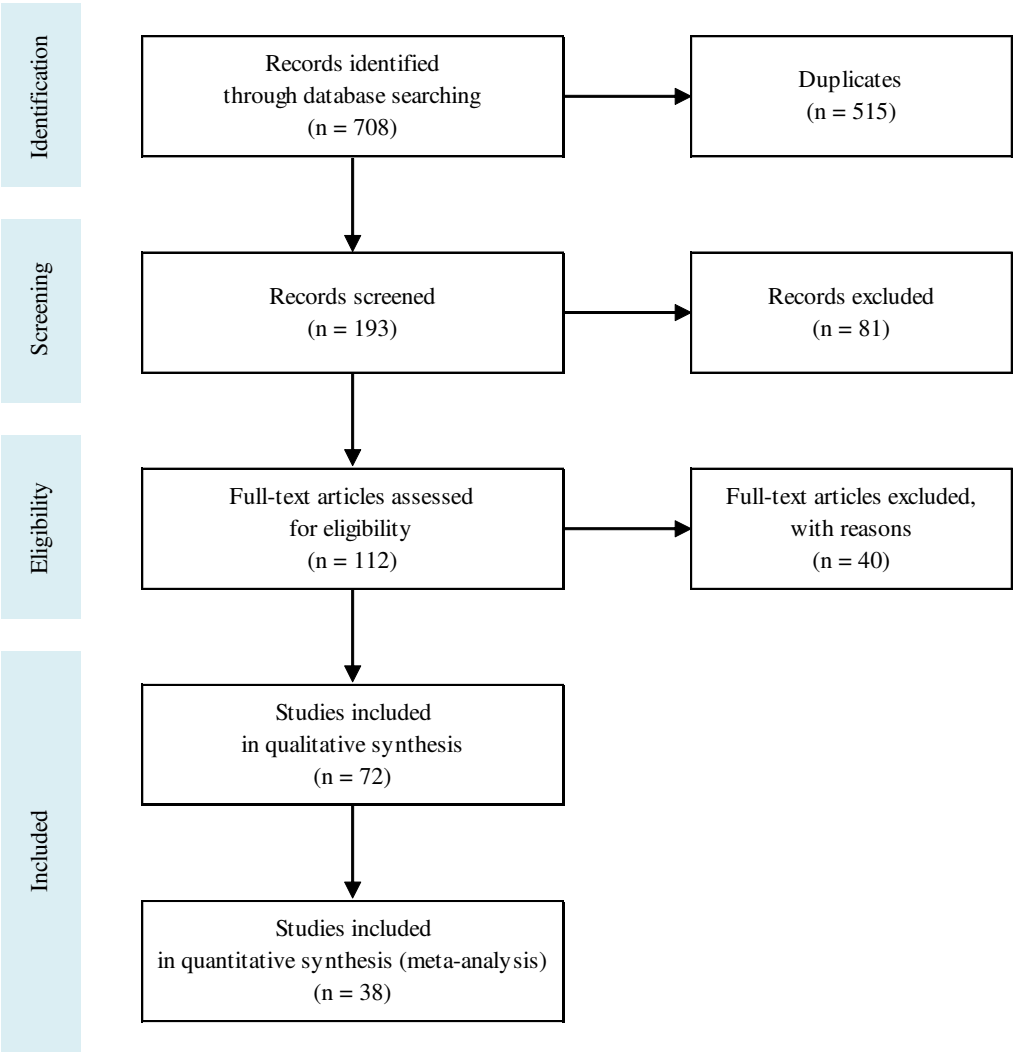 Identification
Records identified
through database searching
(n = 708)
Duplicates
(n = 515)
Screening
Records screened
(n = 193)
Records excluded
(n = 81)
Eligibility
Full-text articles assessed
for eligibility
(n = 112)
Full-text articles excluded,
with reasons
(n = 40)
Included
Studies included
in qualitative synthesis
(n = 72)
Studies included
in quantitative synthesis (meta-analysis)
(n = 38)